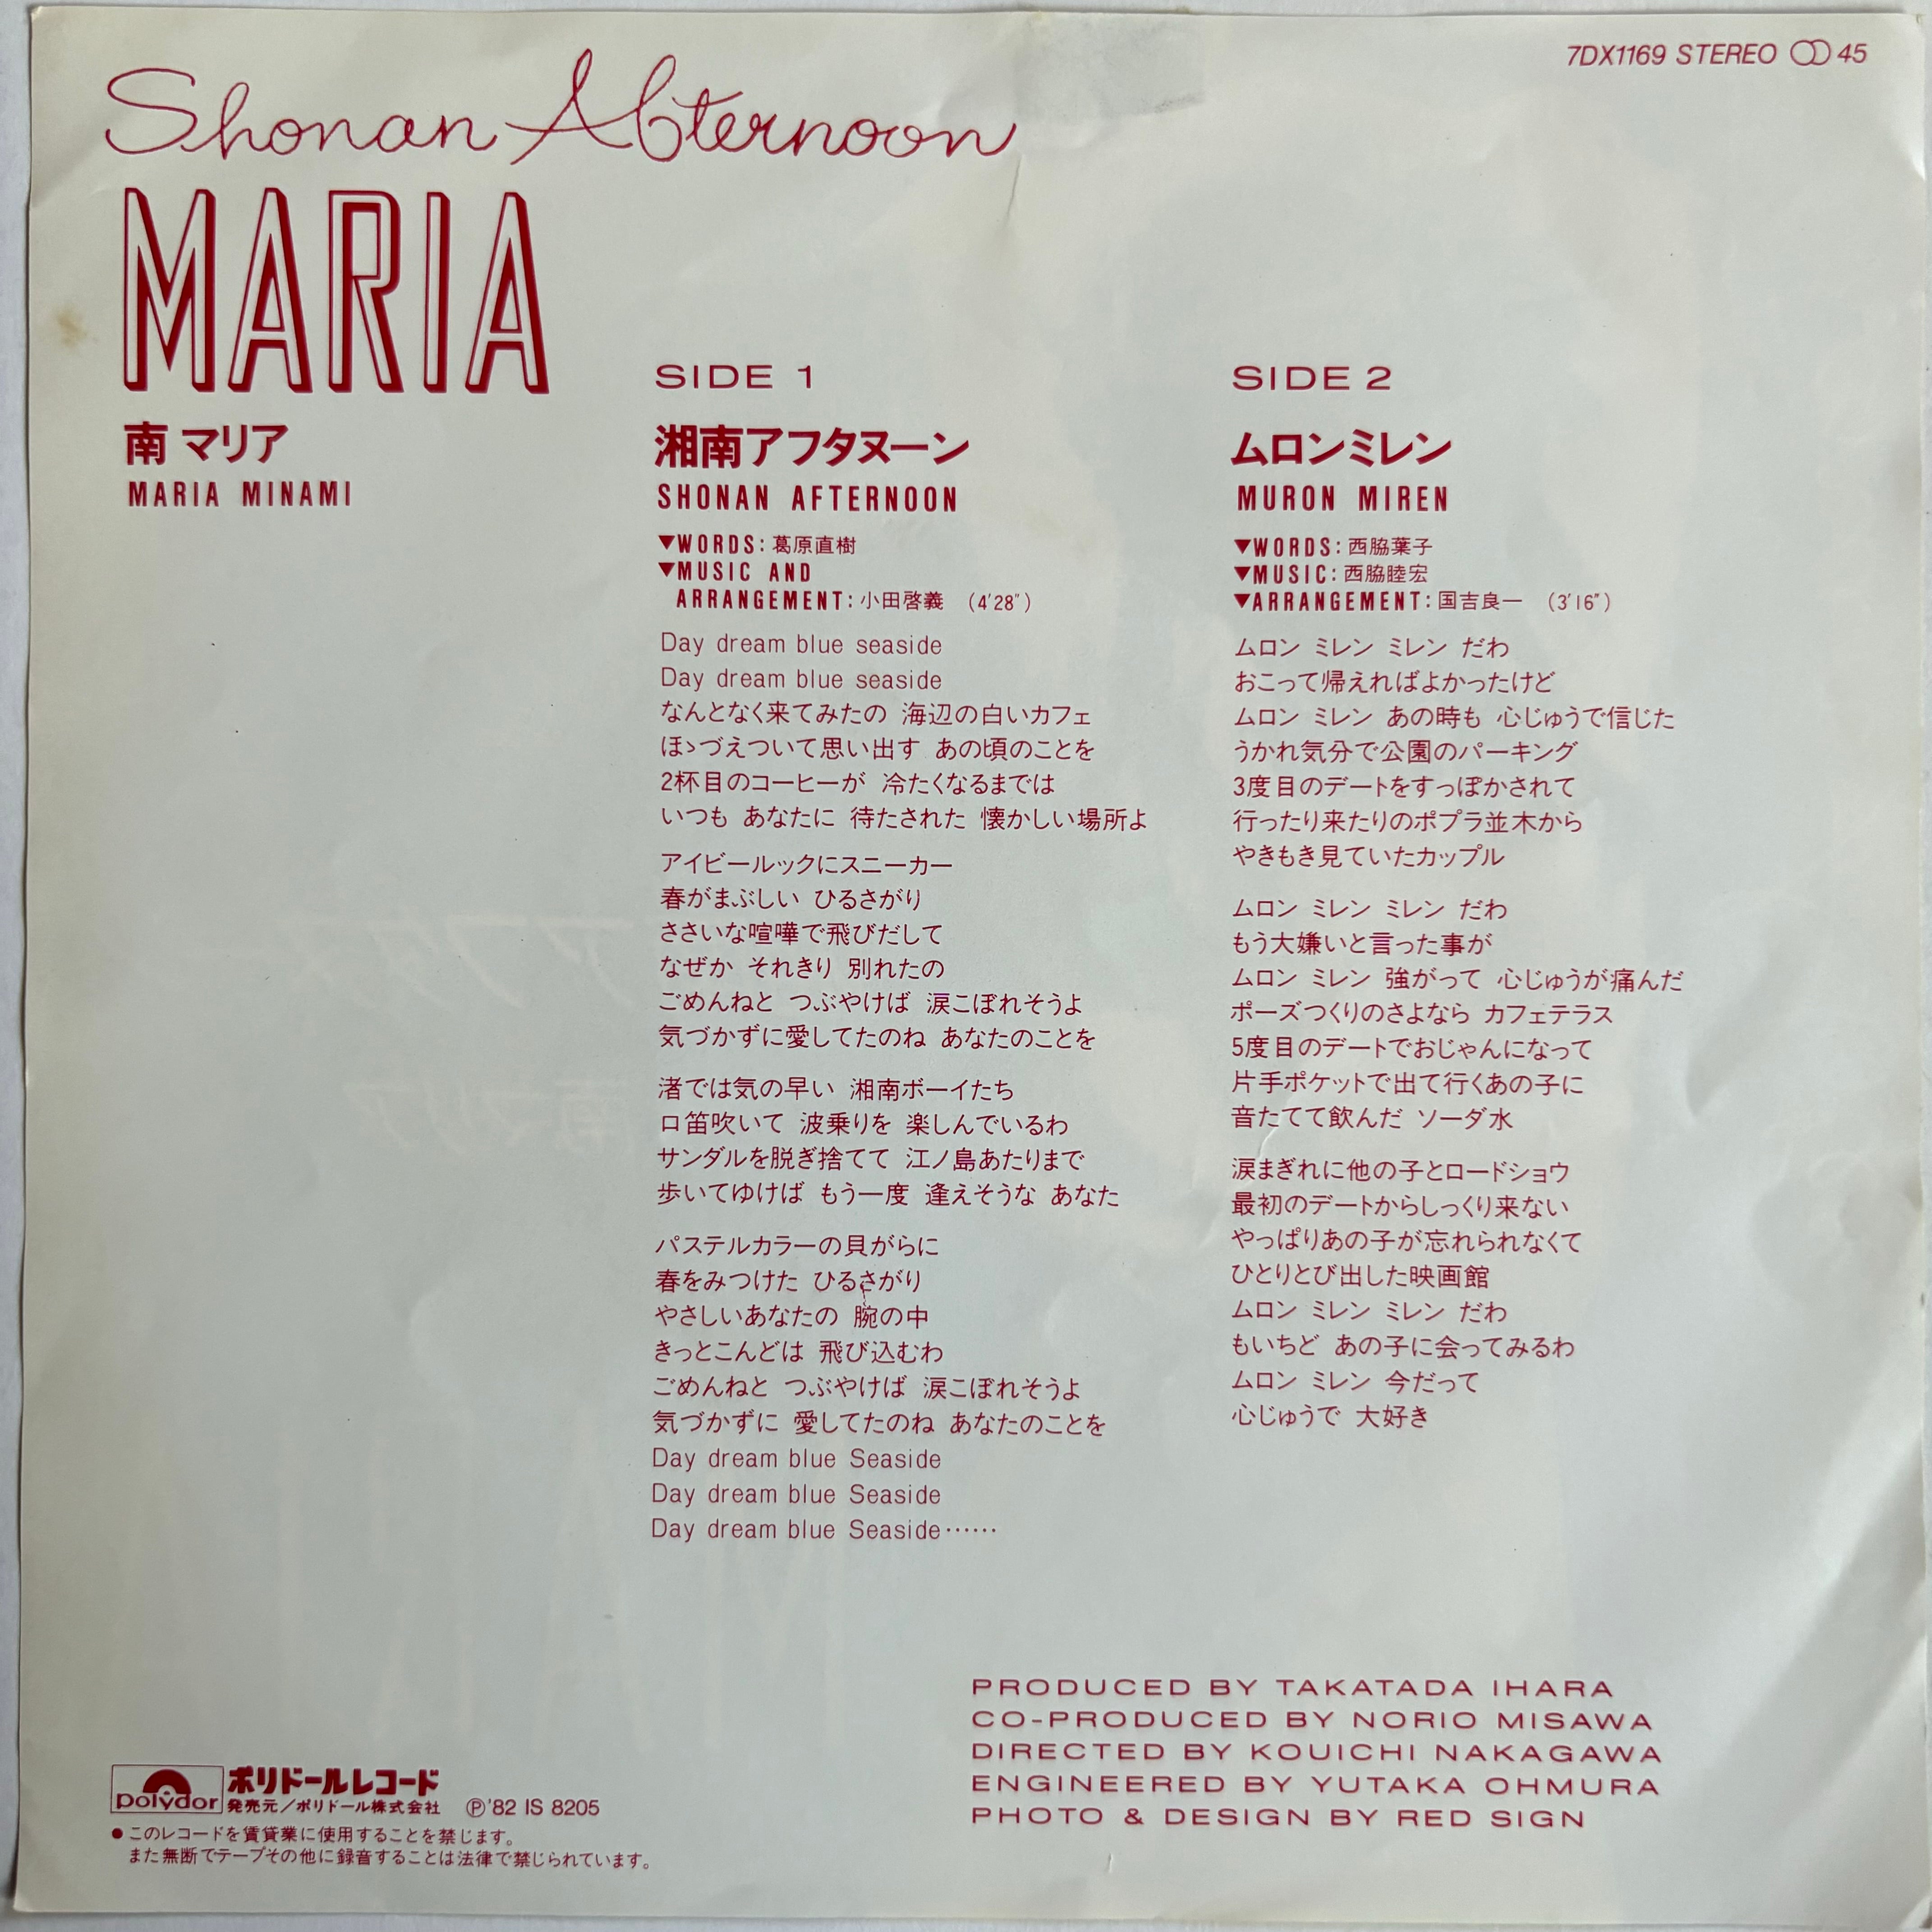 7DX1169 STEREO 45
Shonan Afternoon
MARIA
南 マリア
MARIA MINAMI
SIDE 1
湘南アフタヌーン
SHONAN AFTERNOON
▼WORDS:葛原直樹
▼MUSIC AND
ARRANGEMENT:小田啓義 (4'28")
Day dream blue seaside
Day dream blue seaside
なんとなく来てみたの 海辺の白いカフェ
ほゝづえついて思い出す あの頃のことを
2杯目のコーヒーが 冷たくなるまでは
いつも あなたに 待たされた 懐かしい場所よ
アイビールックにスニーカー
春がまぶしい ひるさがり
ささいな喧嘩で飛びだして
なぜか それきり 別れたの
ごめんねと つぶやけば 涙こぼれそうよ
気づかずに愛してたのね あなたのことを
渚では気の早い 湘南ボーイたち
口笛吹いて 波乗りを 楽しんでいるわ
サンダルを脱ぎ捨てて 江ノ島あたりまで
歩いてゆけば もう一度 逢えそうな あなた
パステルカラーの貝がらに
春をみつけた ひるさがり
やさしいあなたの 腕の中
きっとこんどは 飛び込むわ
ごめんねと つぶやけば 涙こぼれそうよ
気づかずに 愛してたのね あなたのことを
Day dream blue Seaside
Day dream blue Seaside
Day dream blue Seaside……
SIDE 2
ムロンミレン
MURON MIREN
▼WORDS:西脇葉子
▼MUSIC:西脇睦宏
▼ARRANGEMENT:国吉良一 (3'16")
ムロン ミレン ミレン だわ
おこって帰えればよかったけど
ムロン ミレン あの時も 心じゅうで信じた
うかれ気分で公園のパーキング
3度目のデートをすっぽかされて
行ったり来たりのポプラ並木から
やきもき見ていたカップル
ムロン ミレン ミレン だわ
もう大嫌いと言った事が
ムロン ミレン 強がって 心じゅうが痛んだ
ポーズつくりのさよなら カフェテラス
5度目のデートでおじゃんになって
片手ポケットで出て行くあの子に
音たてて飲んだ ソーダ水
涙まぎれに他の子とロードショウ
最初のデートからしっくり来ない
やっぱりあの子が忘れられなくて
ひとりとび出した映画館
ムロン ミレン ミレン だわ
もいちど あの子に会ってみるわ
ムロン ミレン 今だって
心じゅうで 大好き
PRODUCED BY TAKATADA IHARA
CO-PRODUCED BY NORIO MISAWA
DIRECTED BY KOUICHI NAKAGAWA
ENGINEERED BY YUTAKA OHMURA
PHOTO & DESIGN BY RED SIGN
polydor
ポリドールレコード
発売元/ポリドール株式会社 ℗'82 IS 8205
●このレコードを賃貸業に使用することを禁じます。
また無断でテープその他に録音することは法律で禁じられています。